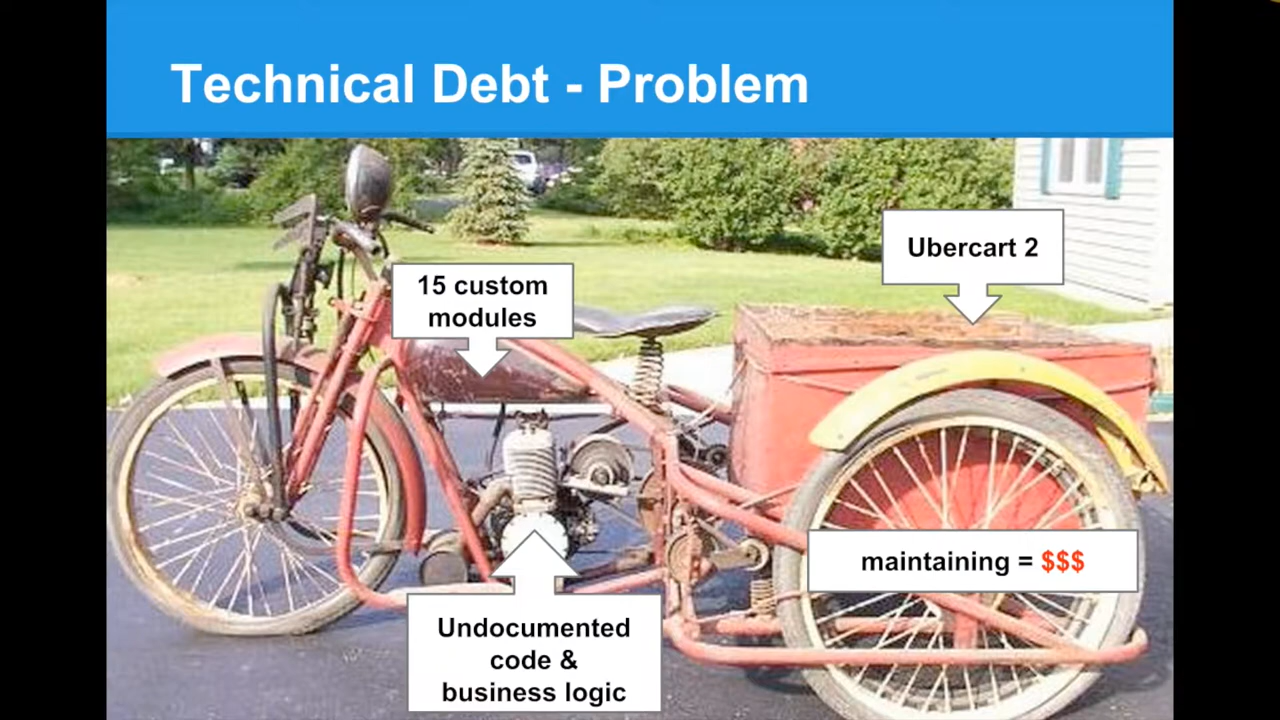 Technical Debt - Problem
Ubercart 2
15 custom
modules
maintaining = $$$
Undocumented
code &
business logic